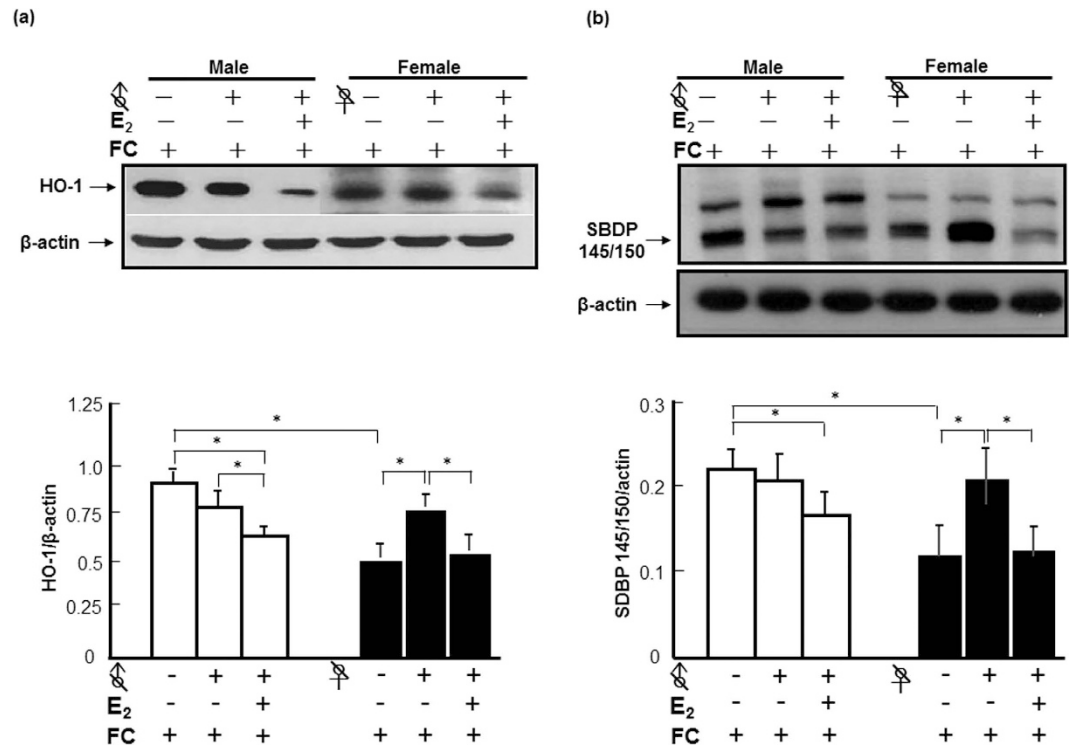 (a)
Male Female
− + + − + +
E₂ − − + − − +
FC + + + + + +
HO-1
β-actin
1.25
1.0
0.75
0.5
0.25
0
HO-1/β-actin
* * * * *
- + + - + +
E₂ - - + - - +
FC + + + + + +
(b)
Male Female
− + + + +
E₂ − − + − − +
FC + + + + + +
SBDP
145/150
β-actin
0.3
0.2
0.1
0
SDBP 145/150/actin
* * * *
- + + - + +
E₂ - - + - - +
FC + + + + + +